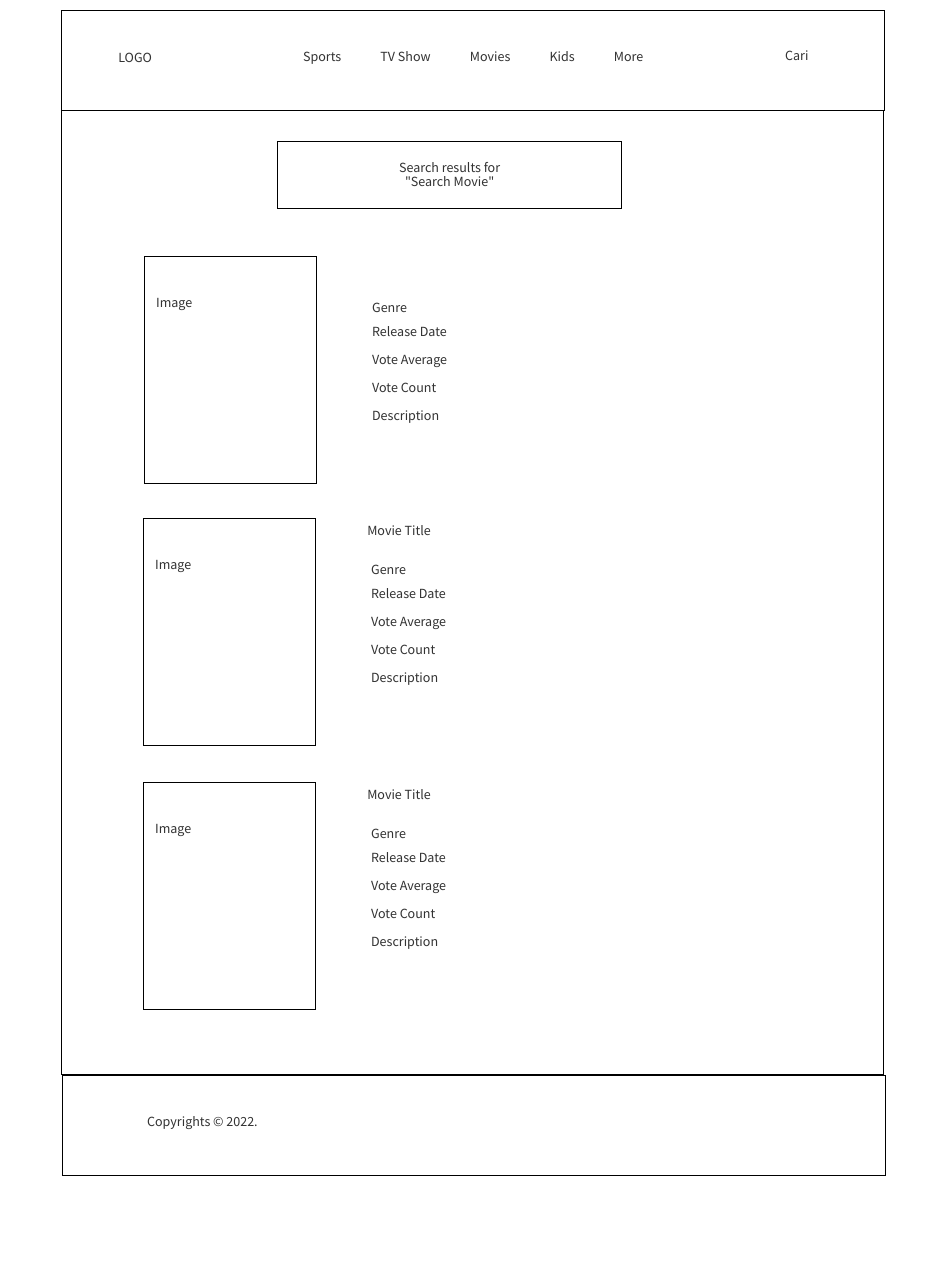 LOGO
Sports
TV Show
Movies
Kids
More
Cari
Search results for
"Search Movie"
Image
Genre
Release Date
Vote Average
Vote Count
Description
Movie Title
Image
Genre
Release Date
Vote Average
Vote Count
Description
Movie Title
Image
Genre
Release Date
Vote Average
Vote Count
Description
Copyrights © 2022.